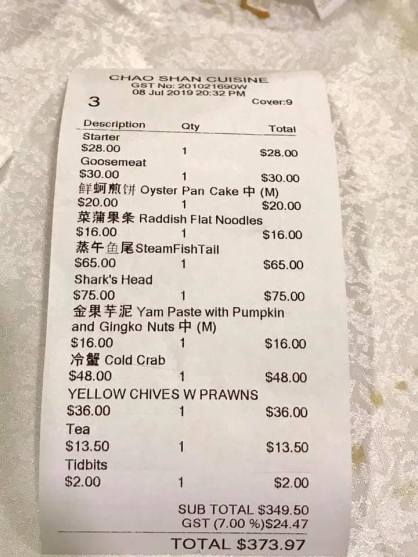 CHAO SHAN CUISINE
GST No: 201021690W
08 Jul 2019 20:32 PM
3 Cover:9
Description Qty Total
Starter
$28.00 1 $28.00
Goosemeat
$30.00 1 $30.00
鲜蚵煎饼 Oyster Pan Cake 中 (M)
$20.00 1 $20.00
菜蒲果条 Raddish Flat Noodles
$16.00 1 $16.00
蒸午鱼尾SteamFishTail
$65.00 1 $65.00
Shark's Head
$75.00 1 $75.00
金果芋泥 Yam Paste with Pumpkin
and Gingko Nuts 中 (M)
$16.00 1 $16.00
冷蟹 Cold Crab
$48.00 1 $48.00
YELLOW CHIVES W PRAWNS
$36.00 1 $36.00
Tea
$13.50 1 $13.50
Tidbits
$2.00 1 $2.00
SUB TOTAL $349.50
GST (7.00 %)$24.47
TOTAL $373.97